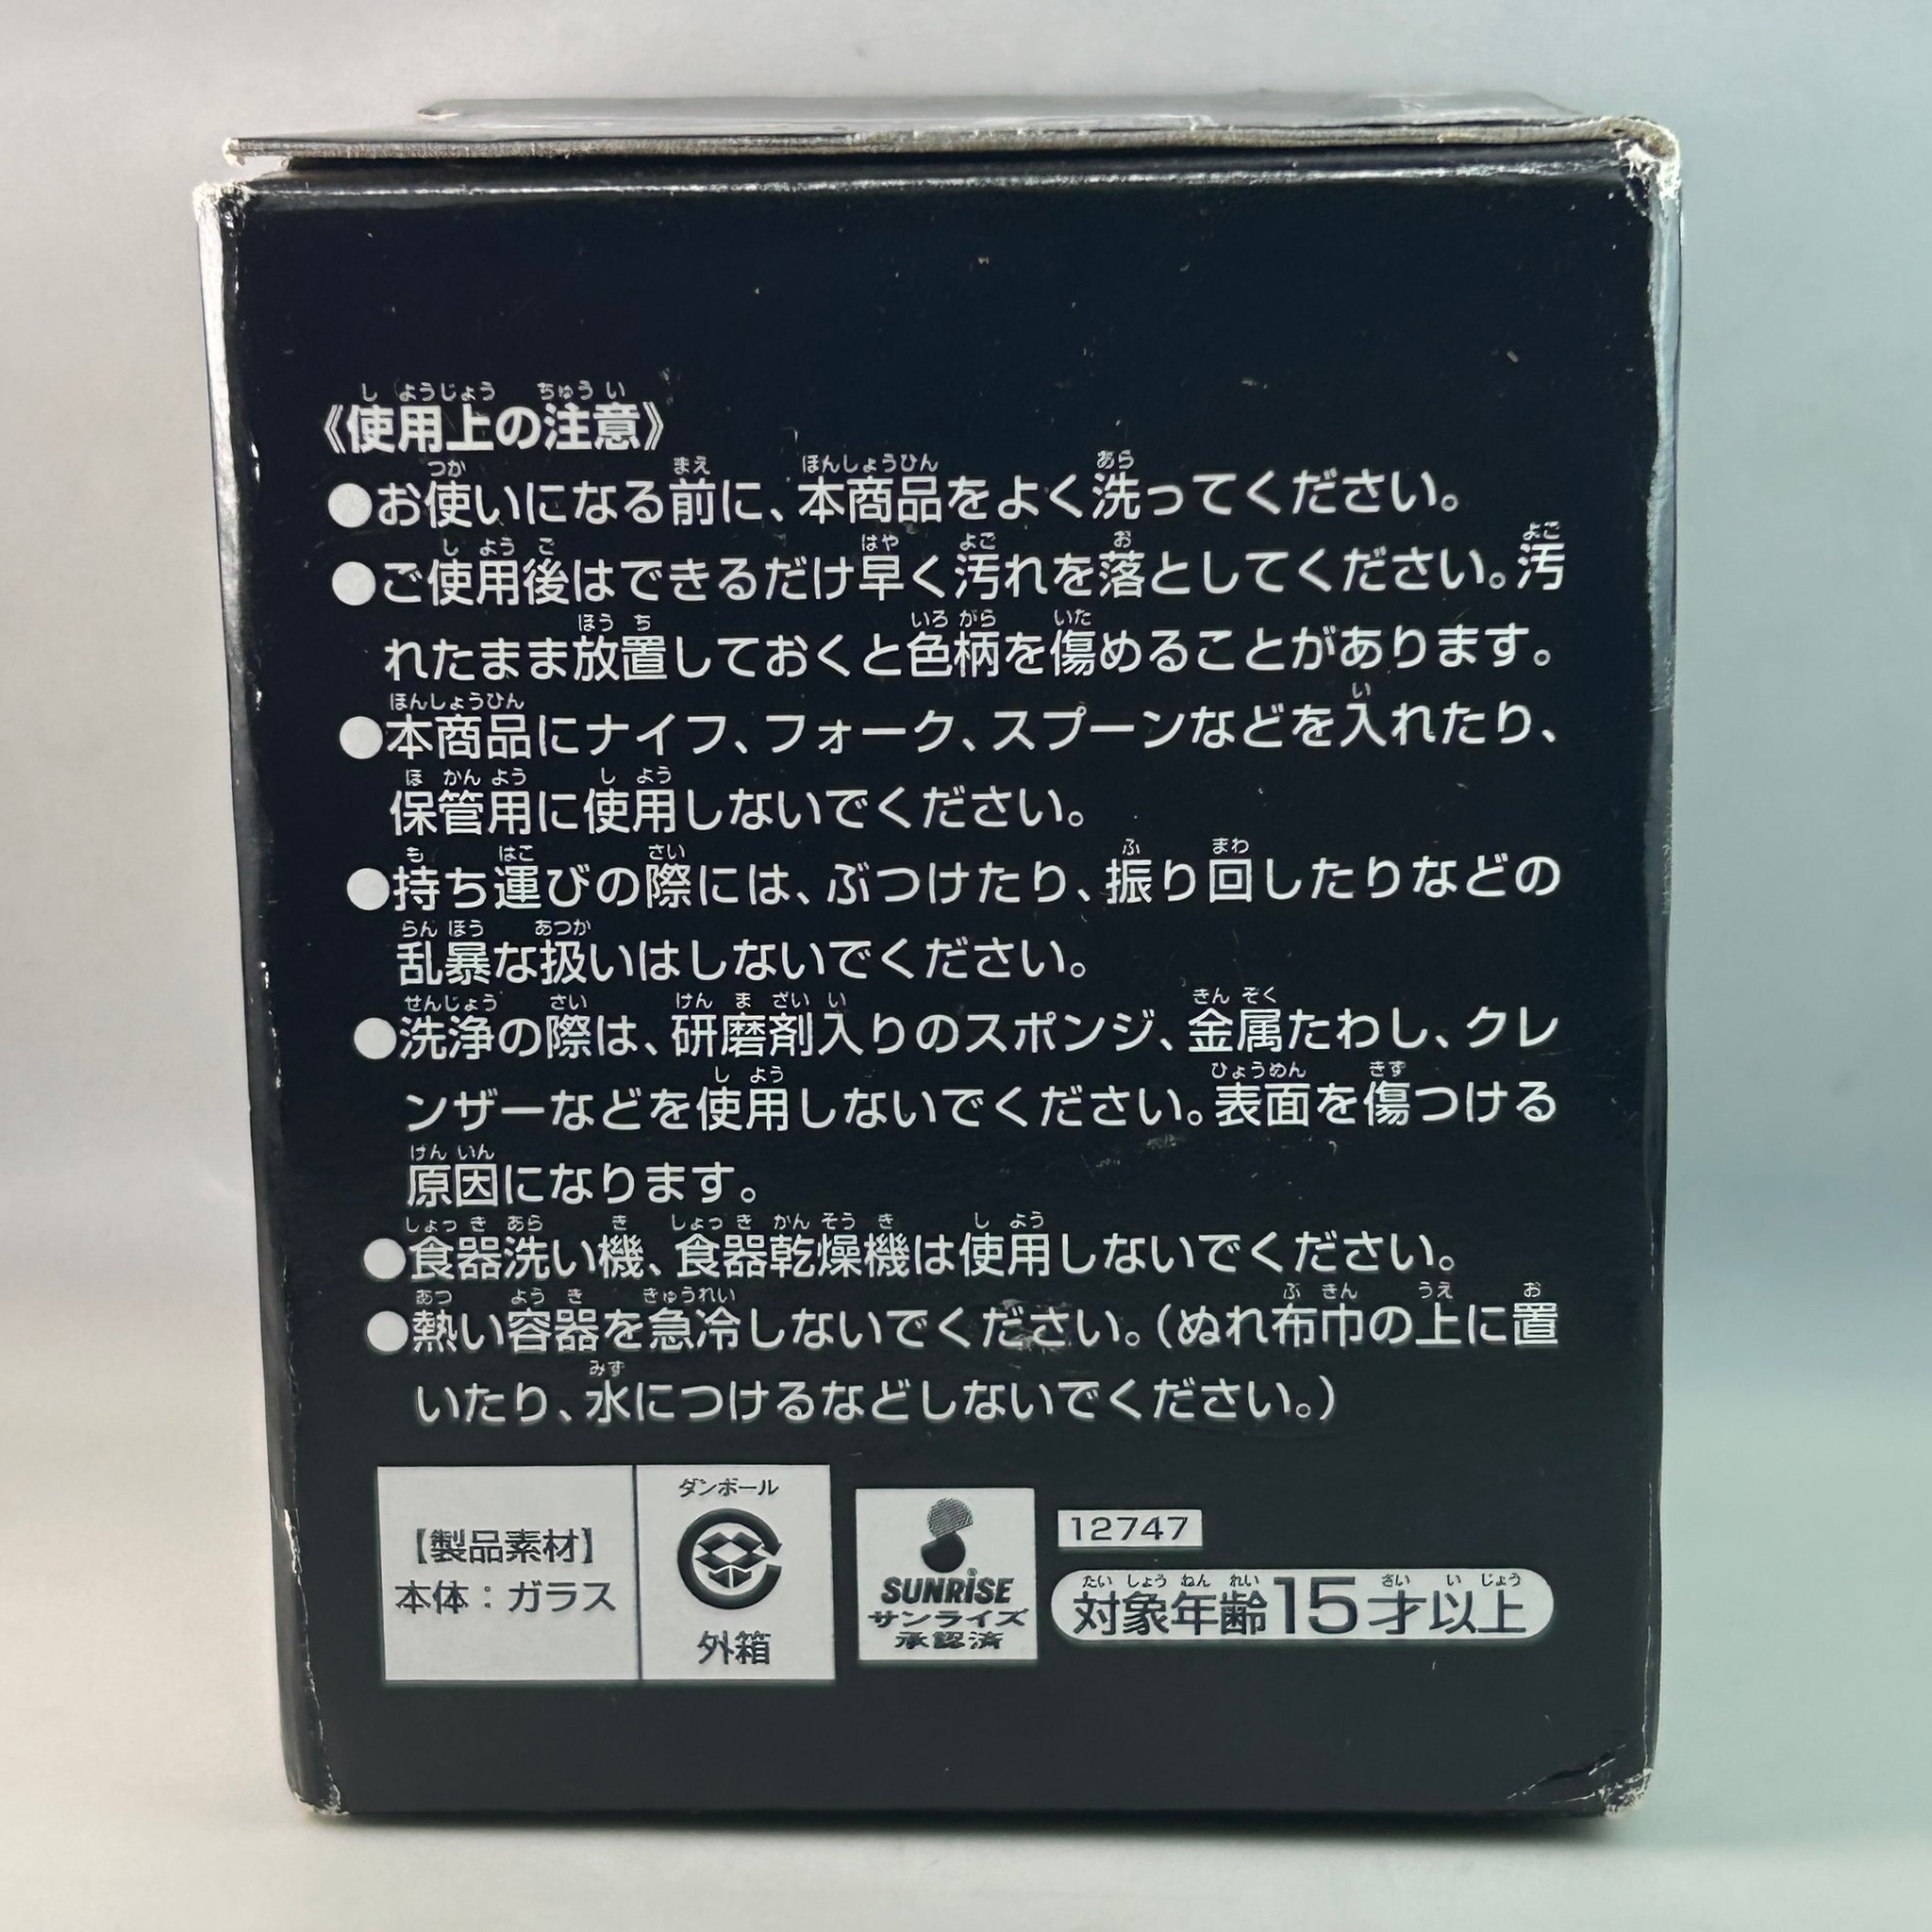 《使用上の注意》
●お使いになる前に、本商品をよく洗ってください。
●ご使用後はできるだけ早く汚れを落としてください。汚
れたまま放置しておくと色柄を傷めることがあります。
●本商品にナイフ、フォーク、スプーンなどを入れたり、
保管用に使用しないでください。
●持ち運びの際には、ぶつけたり、振り回したりなどの
乱暴な扱いはしないでください。
●洗浄の際は、研磨剤入りのスポンジ、金属たわし、クレ
ンザーなどを使用しないでください。表面を傷つける
原因になります。
●食器洗い機、食器乾燥機は使用しないでください。
●熱い容器を急冷しないでください。(ぬれ布巾の上に置
いたり、水につけるなどしないでください。)
【製品素材】
本体:ガラス
ダンボール
外箱
SUNRISE
サンライズ
承認済
12747
対象年齢15才以上